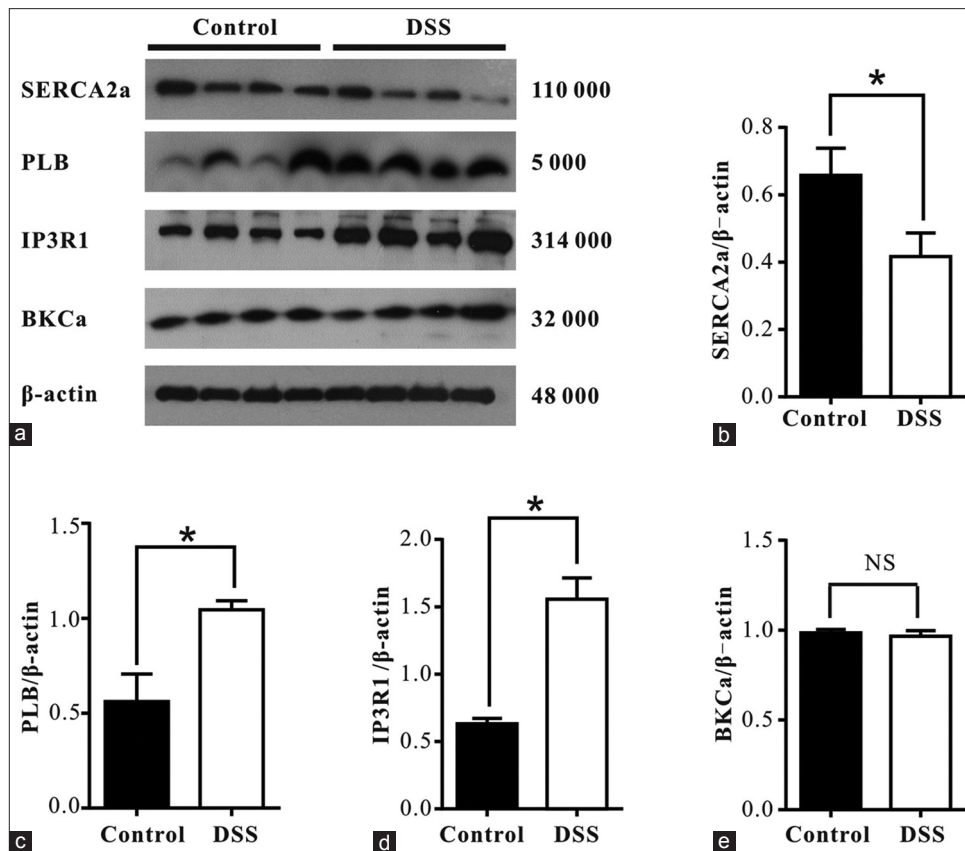 Control DSS
SERCA2a 110 000
PLB 5 000
IP3R1 314 000
BKCa 32 000
β-actin 48 000
a
*
SERCA2a/β-actin
0.8
0.6
0.4
0.2
0.0
Control DSS
b
*
PLB/β-actin
1.5
1.0
0.5
0.0
Control DSS
c
*
IP3R1/β-actin
2.0
1.5
1.0
0.5
0.0
Control DSS
d
NS
BKCa/β-actin
1.5
1.0
0.5
0.0
Control DSS
e